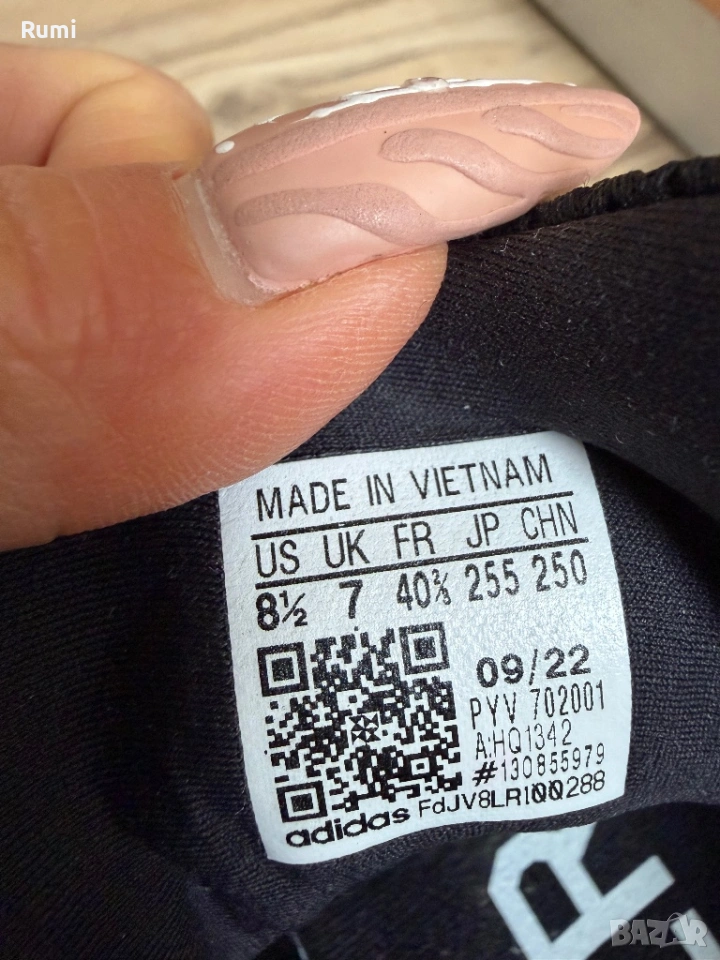 Rumi
MADE IN VIETNAM
US UK FR JP CHN
8½ 7 40⅔ 255 250
09/22
PYV 702001
A:HQ1342
#130855979
FdJV8LR100288
adidas
R
BAZAR